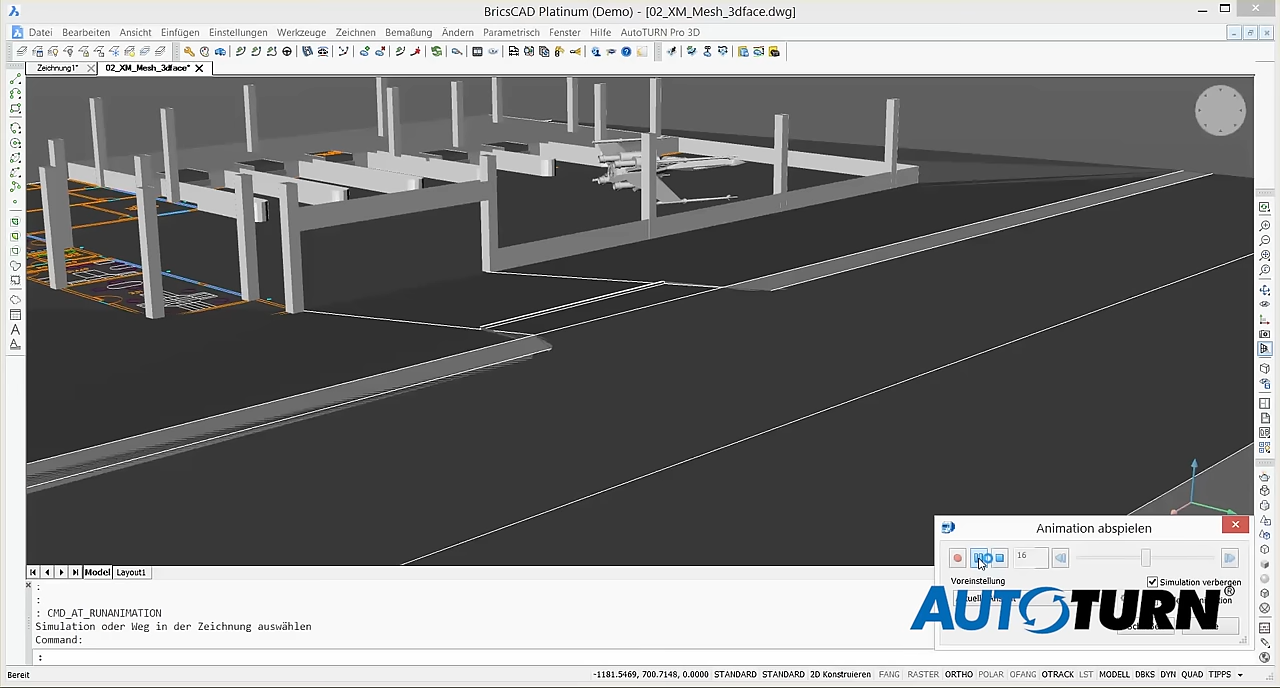 BricsCAD Platinum (Demo) - [02_XM_Mesh_3dface.dwg]
Datei Bearbeiten Ansicht Einfügen Einstellungen Werkzeuge Zeichnen Bemaßung Ändern Parametrisch Fenster Hilfe AutoTURN Pro 3D
Zeichnung1* 02_XM_Mesh_3dface*
Animation abspielen
16
Voreinstellung
Simulation verbergen
AUTOTURN®
Model Layout1
:
:
: CMD_AT_RUNANIMATION
Simulation oder Weg in der Zeichnung auswählen
Command:
:
Bereit
-1181.5469, 700.7148, 0.0000 STANDARD STANDARD 2D Konstruieren FANG RASTER ORTHO POLAR OFANG OTRACK LST MODELL DBKS DYN QUAD TIPPS